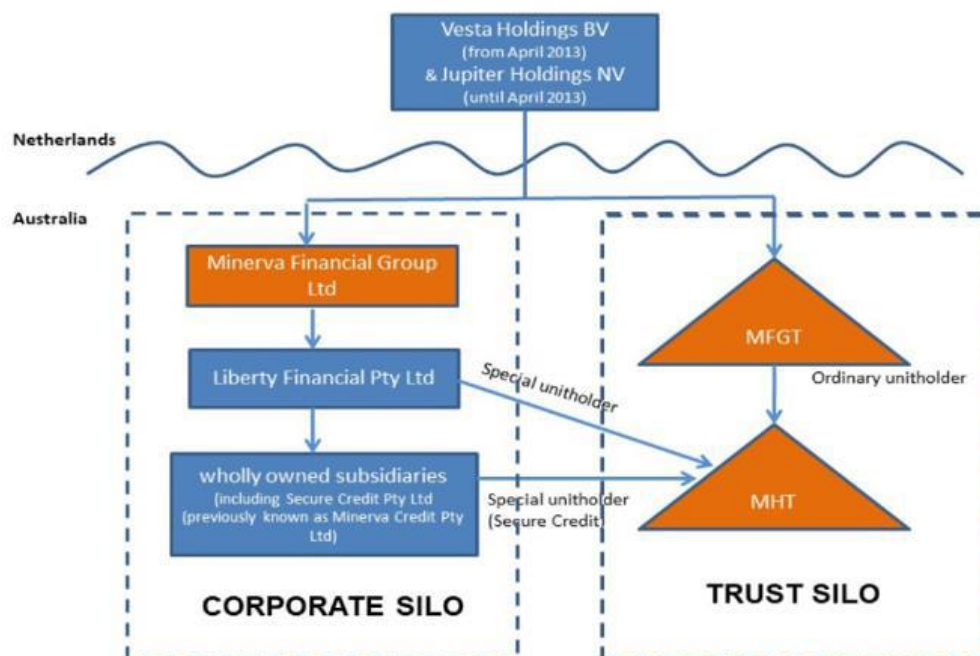 Vesta Holdings BV
(from April 2013)
& Jupiter Holdings NV
(until April 2013)
Netherlands
Australia
Minerva Financial Group
Ltd
MFGT
Liberty Financial Pty Ltd
Special unitholder
Ordinary unitholder
wholly owned subsidiaries
(including Secure Credit Pty Ltd
(previously known as Minerva Credit Pty
Ltd)
Special unitholder
(Secure Credit)
MHT
CORPORATE SILO
TRUST SILO